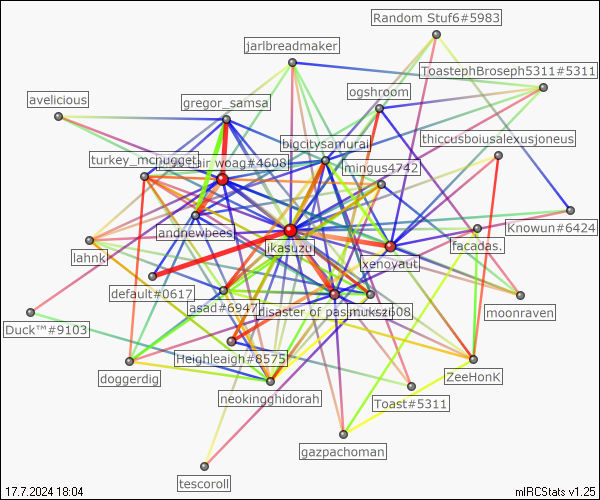 Random Stuf6#5983
jarlbreadmaker
ToastephBroseph5311#5311
avelicious
gregor_samsa
ogshroom
bigcitysamurai
thiccusboiusalexusjoneus
turkey_mcnugget
air woag#4608
mingus4742
andnewbees
ikasuzu
Knowun#6424
facadas.
lahnk
xenoyaut
default#0617
asad#6947
disaster of pas
608
moonraven
Duck™#9103
Heighleaigh#8575
doggerdig
ZeeHonK
neokingghidorah
Toast#5311
gazpachoman
tescoroll
17.7.2024 18:04
mIRCStats v1.25